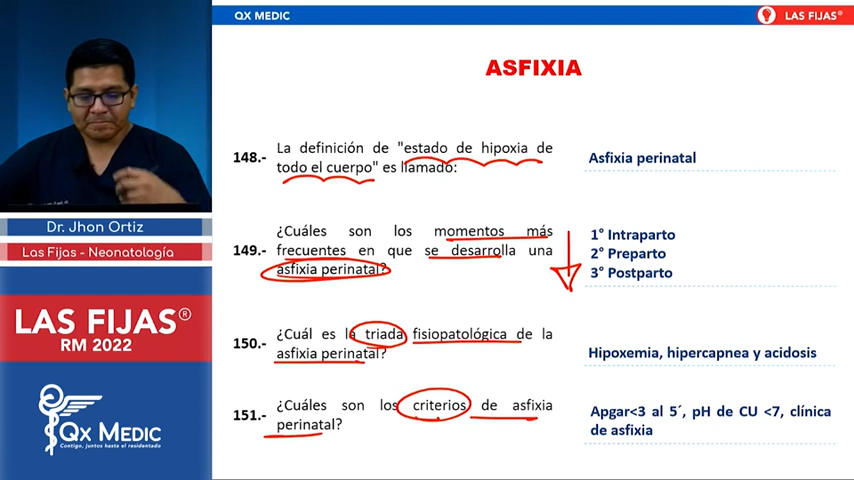 QX MEDIC
LAS FIJAS®
ASFIXIA
148.- La definición de "estado de hipoxia de
todo el cuerpo" es llamado:
Asfixia perinatal
149.- ¿Cuáles son los momentos más
frecuentes en que se desarrolla una
asfixia perinatal?
1° Intraparto
2° Preparto
3° Postparto
150.- ¿Cuál es la triada fisiopatológica de la
asfixia perinatal?
Hipoxemia, hipercapnea y acidosis
151.- ¿Cuáles son los criterios de asfixia
perinatal?
Apgar<3 al 5´, pH de CU <7, clínica
de asfixia
Dr. Jhon Ortiz
Las Fijas - Neonatología
LAS FIJAS®
RM 2022
QX MEDIC
Contigo, juntos hasta el residentado